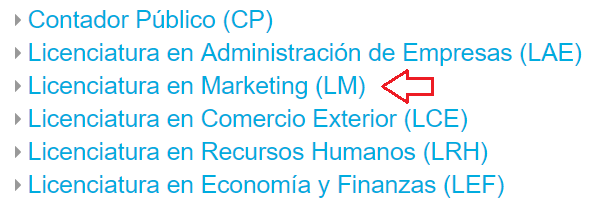 Contador Público (CP)
Licenciatura en Administración de Empresas (LAE)
Licenciatura en Marketing (LM)
Licenciatura en Comercio Exterior (LCE)
Licenciatura en Recursos Humanos (LRH)
Licenciatura en Economía y Finanzas (LEF)